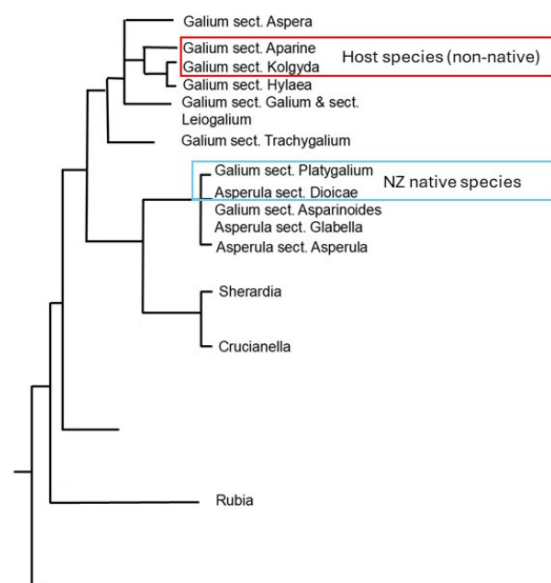 Galium sect. Aspera
Galium sect. Aparine
Host species (non-native)
Galium sect. Kolgyda
Galium sect. Hylaea
Galium sect. Galium & sect.
Leiogalium
Galium sect. Trachygalium
Galium sect. Platygalium
NZ native species
Asperula sect. Dioicae
Galium sect. Asparinoides
Asperula sect. Glabella
Asperula sect. Asperula
Sherardia
Crucianella
Rubia